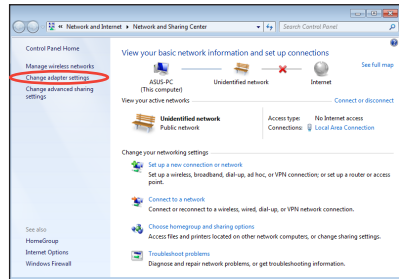 « Network and Internet ▸ Network and Sharing Center
Search Control Panel
Control Panel Home
Manage wireless networks
Change adapter settings
Change advanced sharing
settings
See also
HomeGroup
Internet Options
Windows Firewall
View your basic network information and set up connections
See full map
ASUS-PC
(This computer)
Unidentified network
Internet
View your active networks
Connect or disconnect
Unidentified network
Public network
Access type: No Internet access
Connections: Local Area Connection
Change your networking settings
Set up a new connection or network
Set up a wireless, broadband, dial-up, ad hoc, or VPN connection; or set up a router or access
point.
Connect to a network
Connect or reconnect to a wireless, wired, dial-up, or VPN network connection.
Choose homegroup and sharing options
Access files and printers located on other network computers, or change sharing settings.
Troubleshoot problems
Diagnose and repair network problems, or get troubleshooting information.